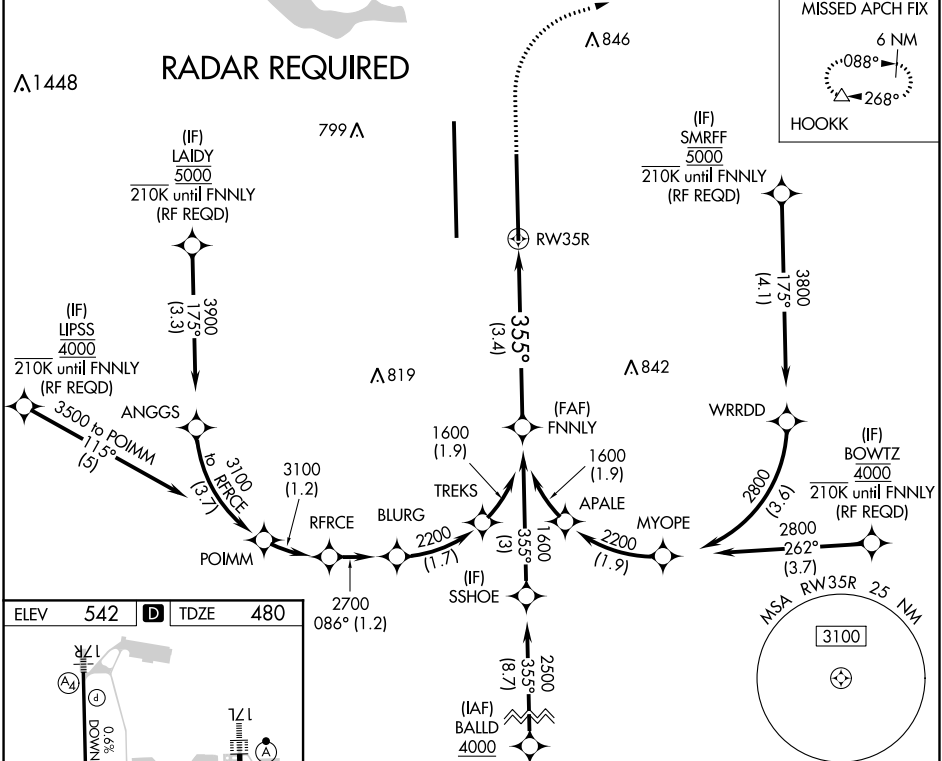 MISSED APCH FIX
6 NM
088°
268°
HOOKK
846
RADAR REQUIRED
1448
799
(IF)
LAIDY
5000
210K until FNNLY
(RF REQD)
(IF)
SMRFF
5000
210K until FNNLY
(RF REQD)
RW35R
3900
175°
(3.3)
3800
175°
(4.1)
(IF)
LIPSS
4000
210K until FNNLY
(RF REQD)
355°
(3.4)
819
842
ANGGS
(FAF)
FNNLY
WRRDD
3500 to POIMM
115°
(5)
3100
to RFRCE
(3.7)
3100
(1.2)
1600
(1.9)
1600
(1.9)
2800
(3.6)
(IF)
BOWTZ
4000
210K until FNNLY
(RF REQD)
TREKS
APALE
POIMM
RFRCE
BLURG
MYOPE
2200
(1.7)
1600
355°
(3)
2200
(1.9)
2800
262°
(3.7)
2700
086° (1.2)
(IF)
SSHOE
MSA RW35R 25 NM
3100
ELEV 542 D TDZE 480
2500
355°
(8.7)
(IAF)
BALLD
4000
17R
A4
P
0.6%
DOWN
17L
A